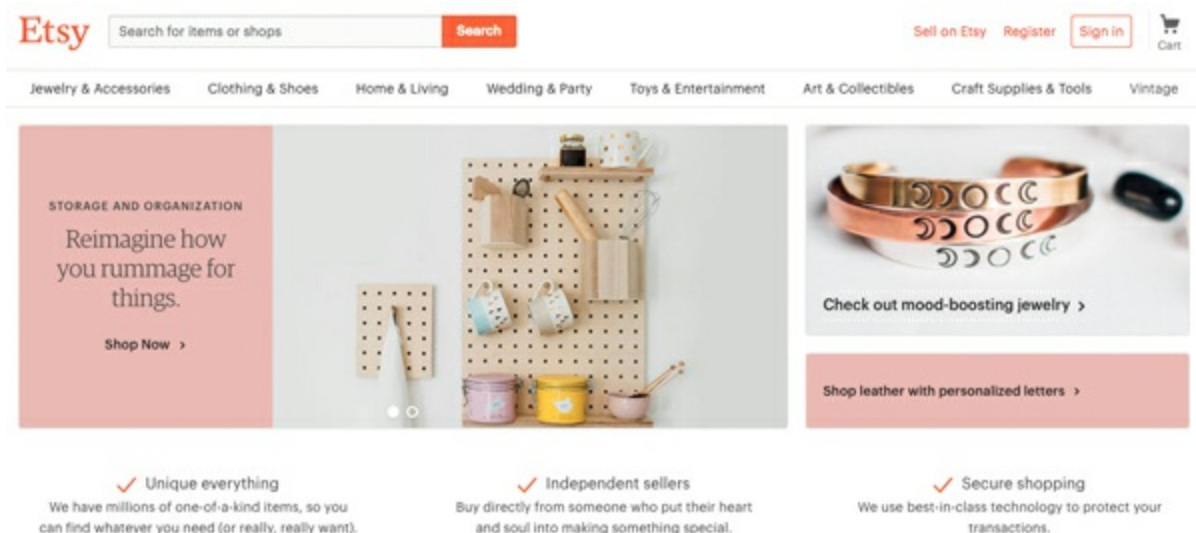 Etsy
Search for items or shops
Search
Sell on Etsy
Register
Sign in
Cart
Jewelry & Accessories
Clothing & Shoes
Home & Living
Wedding & Party
Toys & Entertainment
Art & Collectibles
Craft Supplies & Tools
Vintage
STORAGE AND ORGANIZATION
Reimagine how
you rummage for
things.
Shop Now >
Check out mood-boosting jewelry >
Shop leather with personalized letters >
Unique everything
We have millions of one-of-a-kind items, so you
can find whatever you need (or really, really want).
Independent sellers
Buy directly from someone who put their heart
and soul into making something special.
Secure shopping
We use best-in-class technology to protect your
transactions.